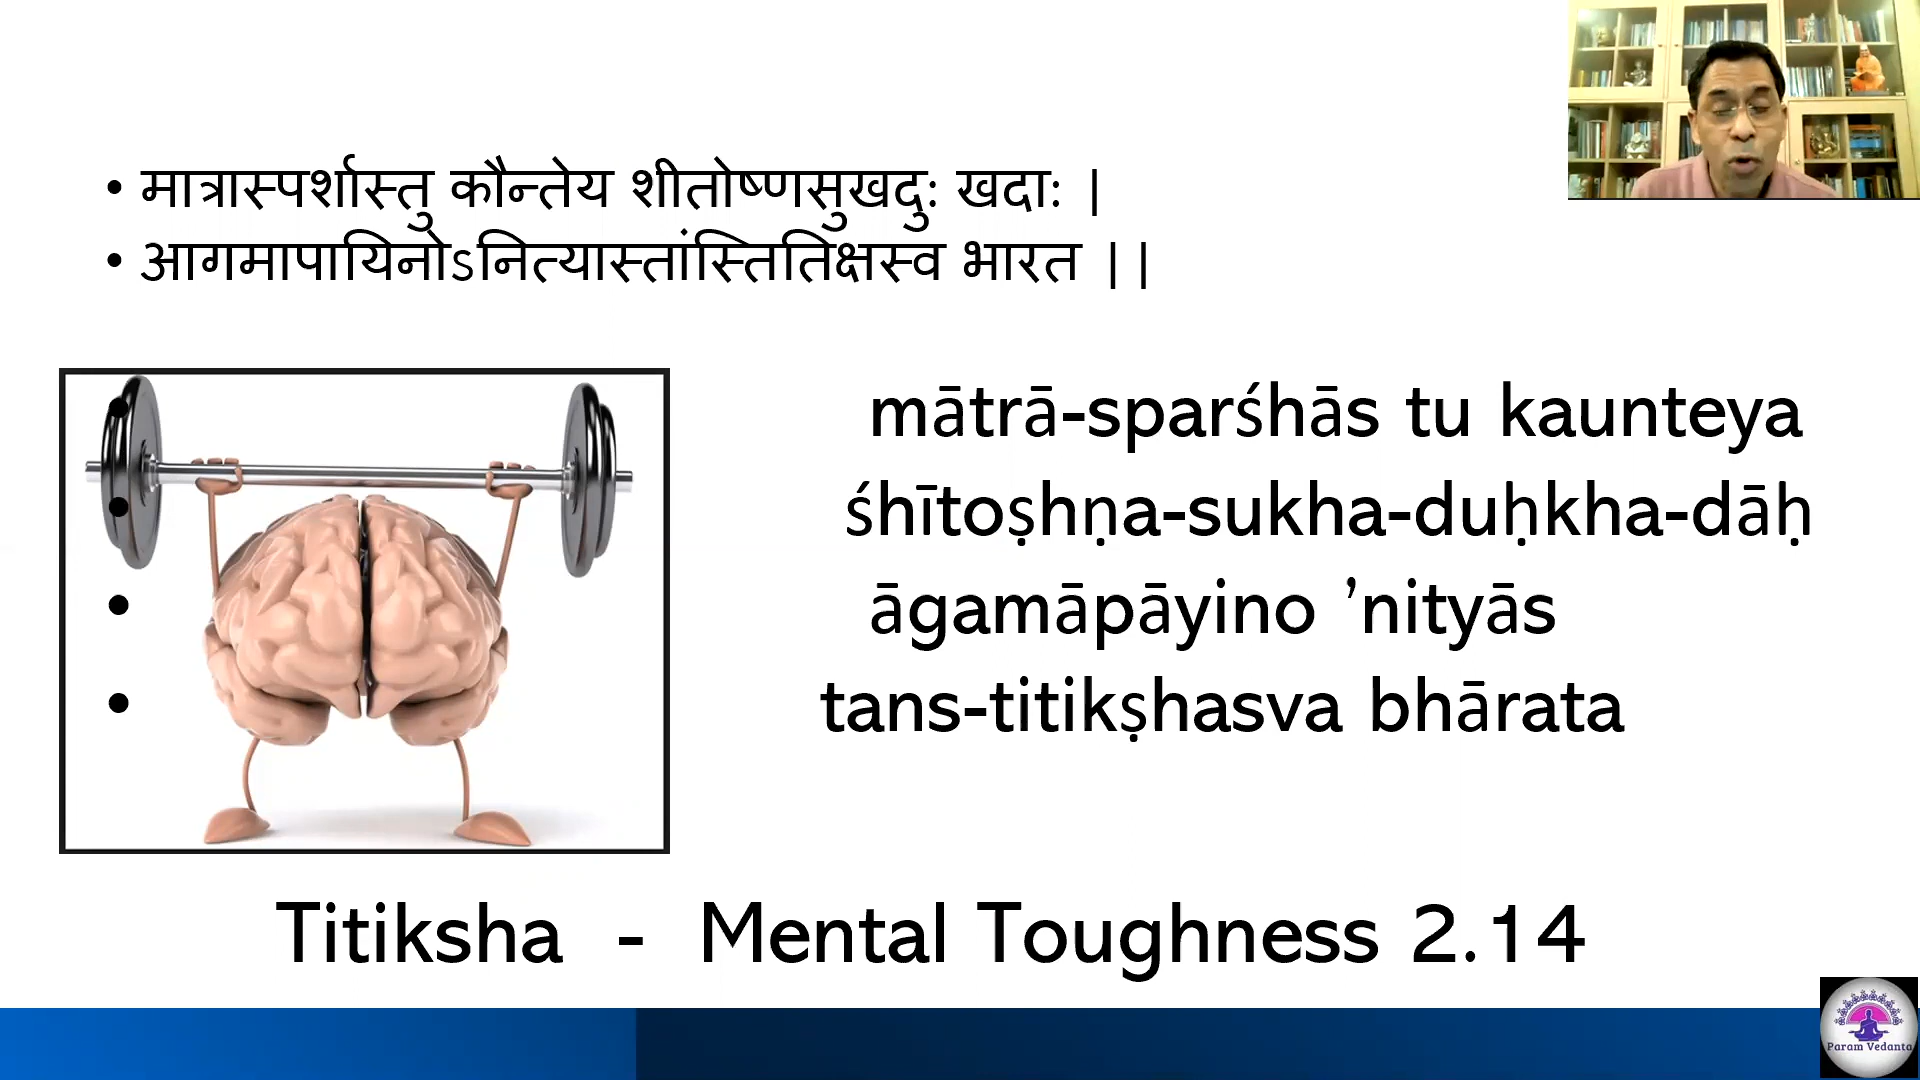 • मात्रास्पर्शास्तु कौन्तेय शीतोष्णसुखदुः खदाः |
• आगमापायिनोऽनित्यास्तांस्तितिक्षस्व भारत ||
• mātrā-sparśhās tu kaunteya
• śhītoṣhṇa-sukha-duḥkha-dāḥ
• āgamāpāyino ’nityās
• tans-titikṣhasva bhārata
Titiksha - Mental Toughness 2.14
Param Vedanta